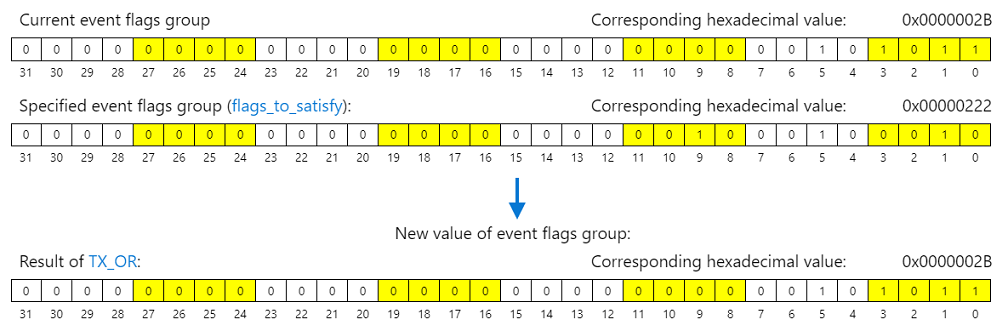 Current event flags group Corresponding hexadecimal value: 0x0000002B
0 0 0 0 0 0 0 0 0 0 0 0 0 0 0 0 0 0 0 0 0 0 0 0 0 0 1 0 1 0 1 1
31 30 29 28 27 26 25 24 23 22 21 20 19 18 17 16 15 14 13 12 11 10 9 8 7 6 5 4 3 2 1 0
Specified event flags group (flags_to_satisfy): Corresponding hexadecimal value: 0x00000222
0 0 0 0 0 0 0 0 0 0 0 0 0 0 0 0 0 0 0 0 0 0 1 0 0 0 1 0 0 0 1 0
31 30 29 28 27 26 25 24 23 22 21 20 19 18 17 16 15 14 13 12 11 10 9 8 7 6 5 4 3 2 1 0
New value of event flags group:
Result of TX_OR: Corresponding hexadecimal value: 0x0000002B
0 0 0 0 0 0 0 0 0 0 0 0 0 0 0 0 0 0 0 0 0 0 0 0 0 0 1 0 1 0 1 1
31 30 29 28 27 26 25 24 23 22 21 20 19 18 17 16 15 14 13 12 11 10 9 8 7 6 5 4 3 2 1 0